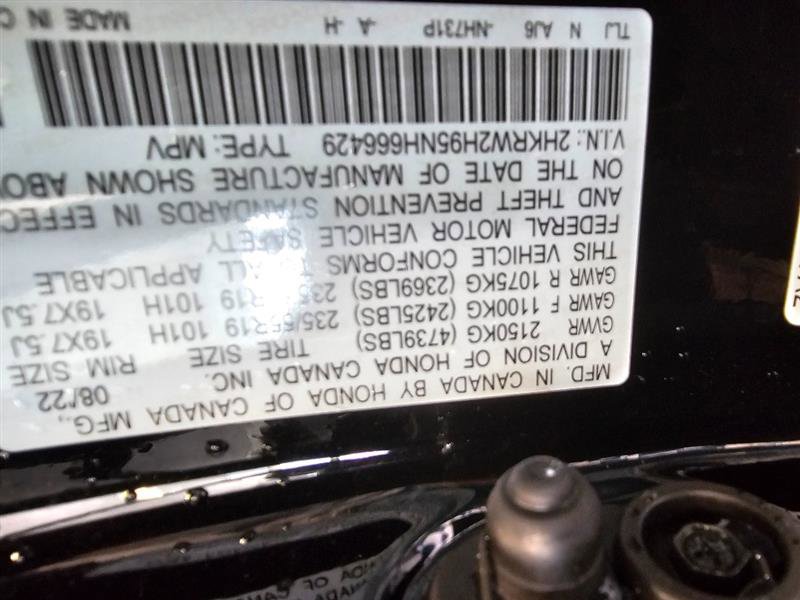 MFD. IN CANADA BY HONDA OF CANADA MFG.,
A DIVISION OF HONDA CANADA INC. 08/22
GVWR 2150KG (4739LBS) TIRE SIZE RIM SIZE
GAWR F 1100KG (2425LBS) 235/55R19 101H 19X7.5J
GAWR R 1075KG (2369LBS) 235 R19 101H 19X7.5J
THIS VEHICLE CONFORMS TO ALL APPLICABLE
FEDERAL MOTOR VEHICLE SAFETY
AND THEFT PREVENTION STANDARDS IN EFFEC
ON THE DATE OF MANUFACTURE SHOWN ABO
V.I.N.: 2HKRW2H95NH666429 TYPE: MPV
TLJ N AJ6 -NH731P -A -H MADE IN C